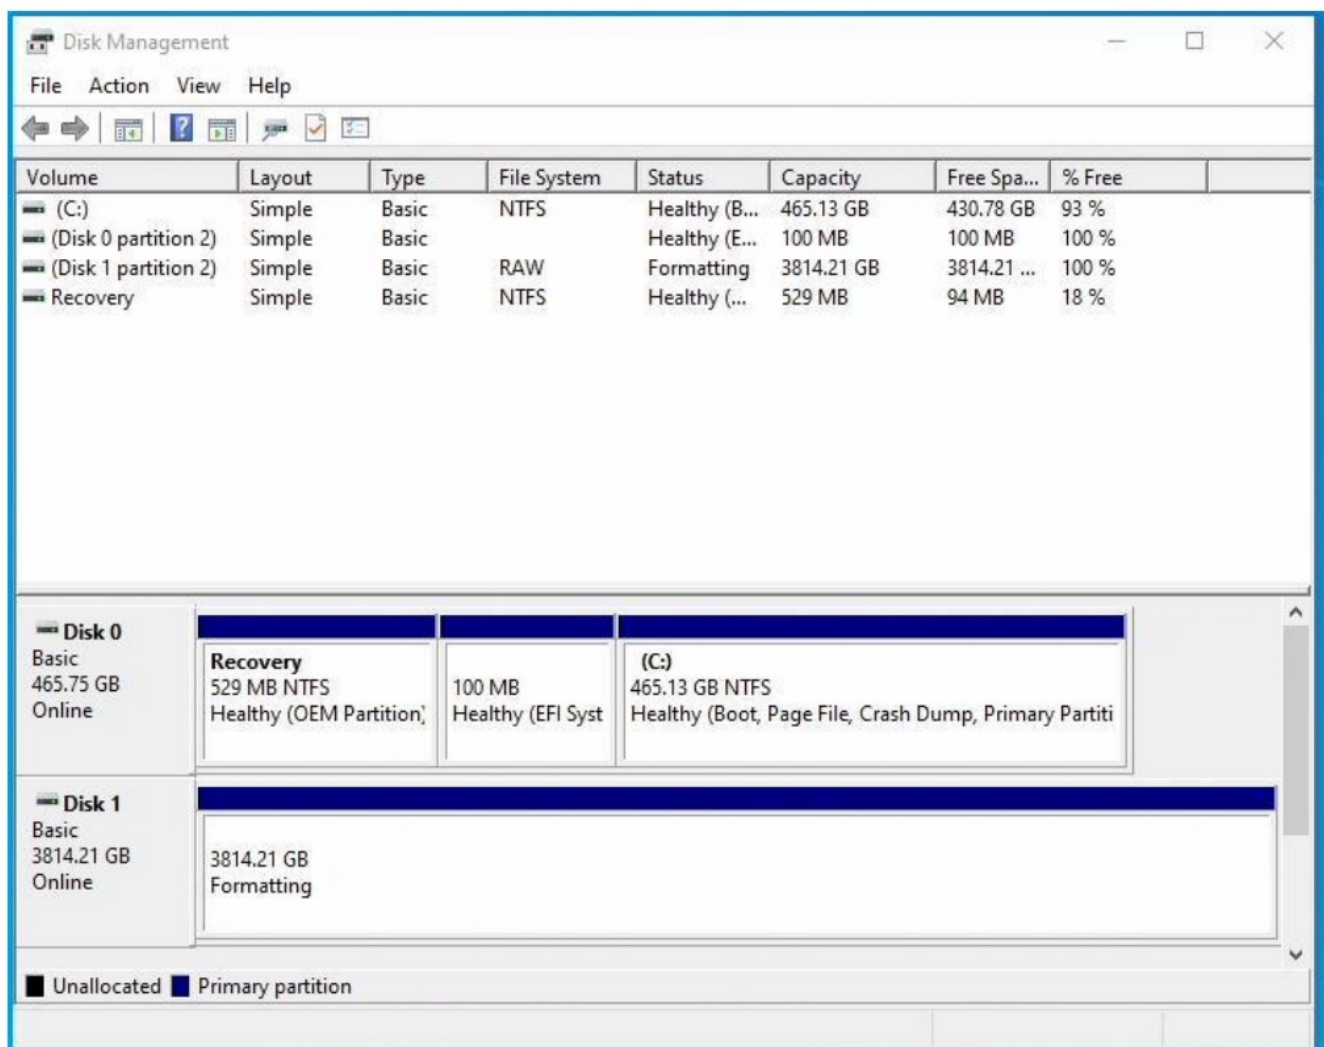 Disk Management
File Action View Help
Volume Layout Type File System Status Capacity Free Spa... % Free
(C:) Simple Basic NTFS Healthy (B... 465.13 GB 430.78 GB 93 %
(Disk 0 partition 2) Simple Basic Healthy (E... 100 MB 100 MB 100 %
(Disk 1 partition 2) Simple Basic RAW Formatting 3814.21 GB 3814.21 ... 100 %
Recovery Simple Basic NTFS Healthy (... 529 MB 94 MB 18 %
Disk 0
Basic
465.75 GB
Online
Recovery
529 MB NTFS
Healthy (OEM Partition)
100 MB
Healthy (EFI Syst
(C:)
465.13 GB NTFS
Healthy (Boot, Page File, Crash Dump, Primary Partiti
Disk 1
Basic
3814.21 GB
Online
3814.21 GB
Formatting
Unallocated Primary partition